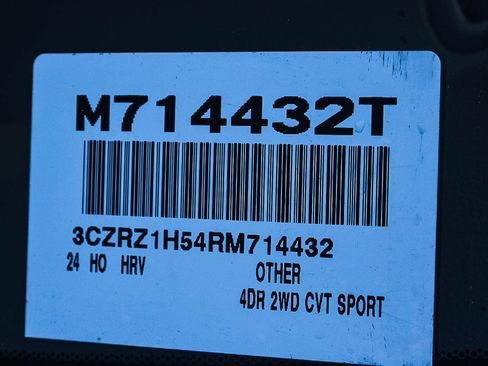 M714432T
3CZRZ1H54RM714432
24 HO HRV OTHER
4DR 2WD CVT SPORT